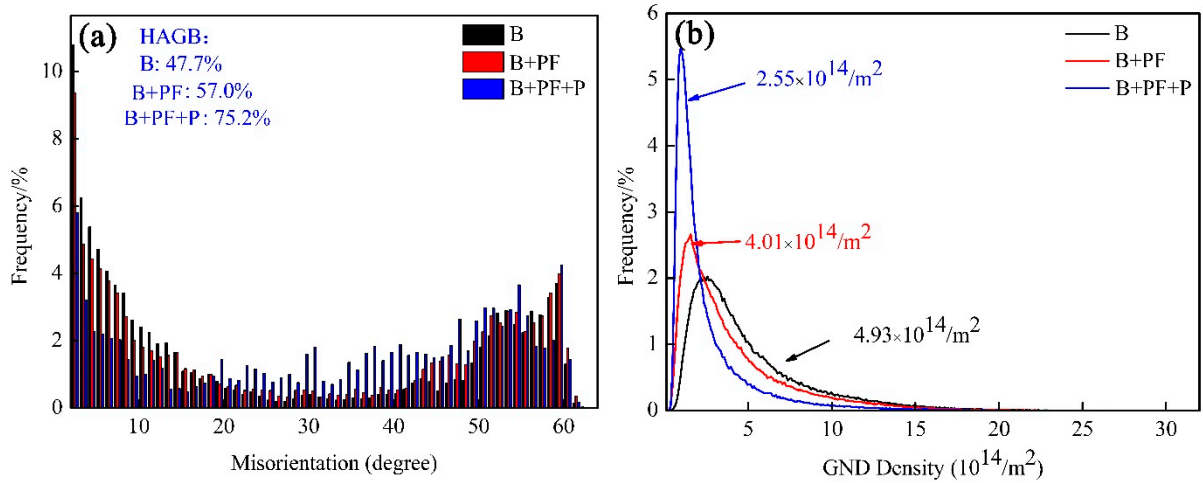 (a)
HAGB:
B: 47.7%
B+PF: 57.0%
B+PF+P: 75.2%
B
B+PF
B+PF+P
Frequency/%
10
8
6
4
2
0
10 20 30 40 50 60
Misorientation (degree)
(b)
B
B+PF
B+PF+P
2.55×10^14/m^2
4.01×10^14/m^2
4.93×10^14/m^2
Frequency/%
6
5
4
3
2
1
0
5 10 15 20 25 30
GND Density (10^14/m^2)